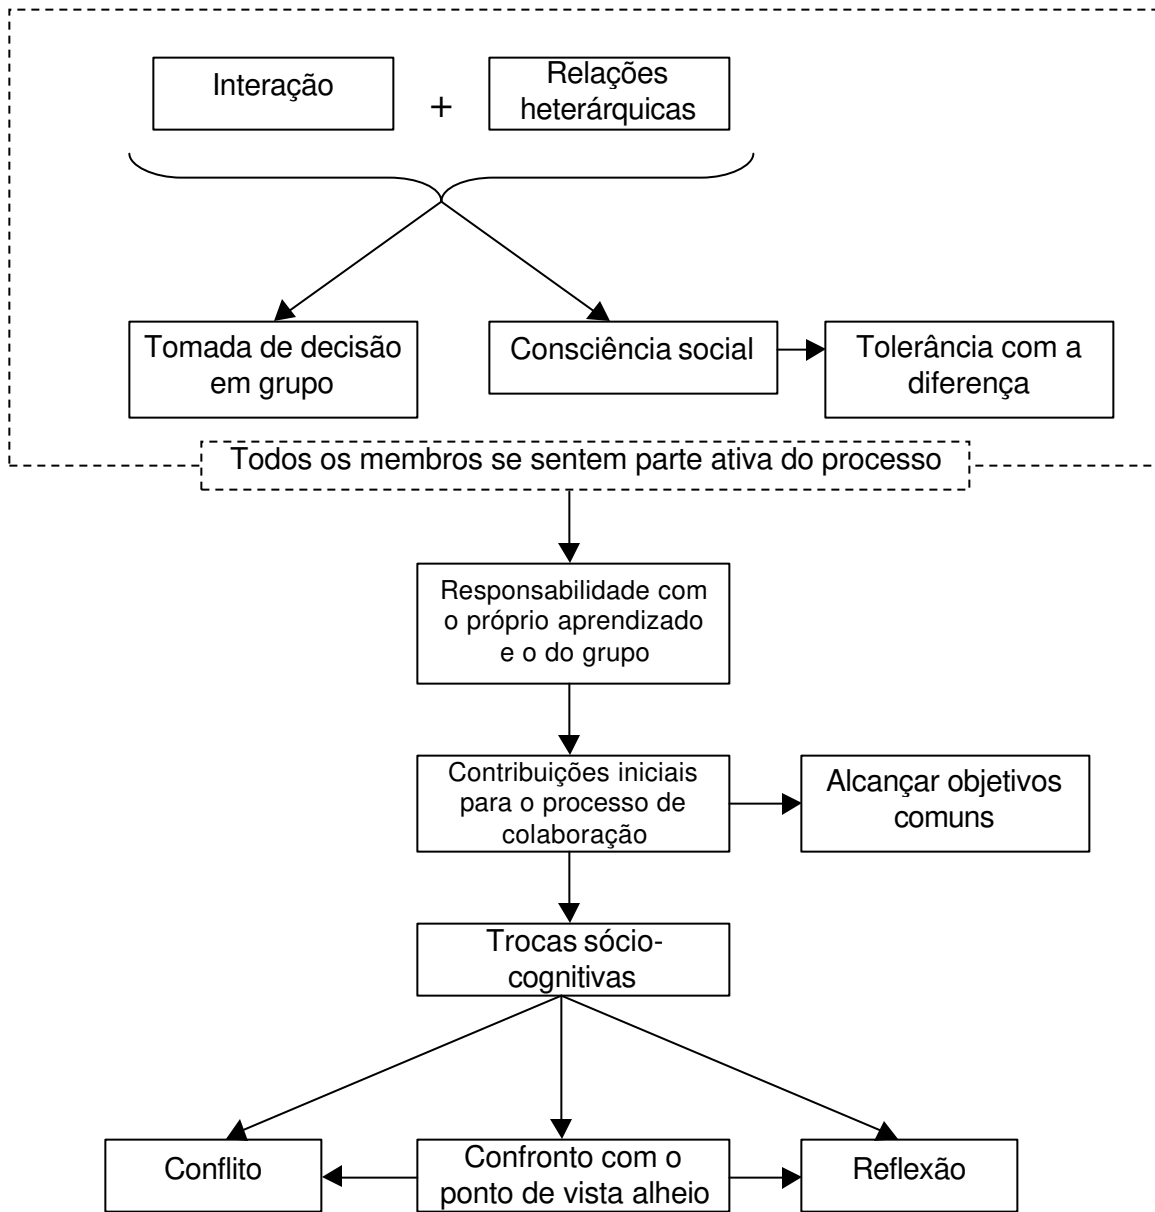 Interação
+
Relações
heterárquicas
Tomada de decisão
em grupo
Consciência social
Tolerância com a
diferença
Todos os membros se sentem parte ativa do processo
Responsabilidade com
o próprio aprendizado
e o do grupo
Contribuições iniciais
para o processo de
colaboração
Alcançar objetivos
comuns
Trocas sócio-
cognitivas
Conflito
Confronto com o
ponto de vista alheio
Reflexão